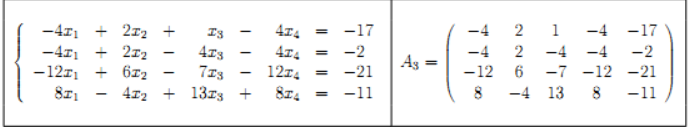 −4x₁ + 2x₂ + x₃ − 4x₄ = −17
−4x₁ + 2x₂ − 4x₃ − 4x₄ = −2
−12x₁ + 6x₂ − 7x₃ − 12x₄ = −21
8x₁ − 4x₂ + 13x₃ + 8x₄ = −11
A₃ =
−4 2 1 −4 −17
−4 2 −4 −4 −2
−12 6 −7 −12 −21
8 −4 13 8 −11